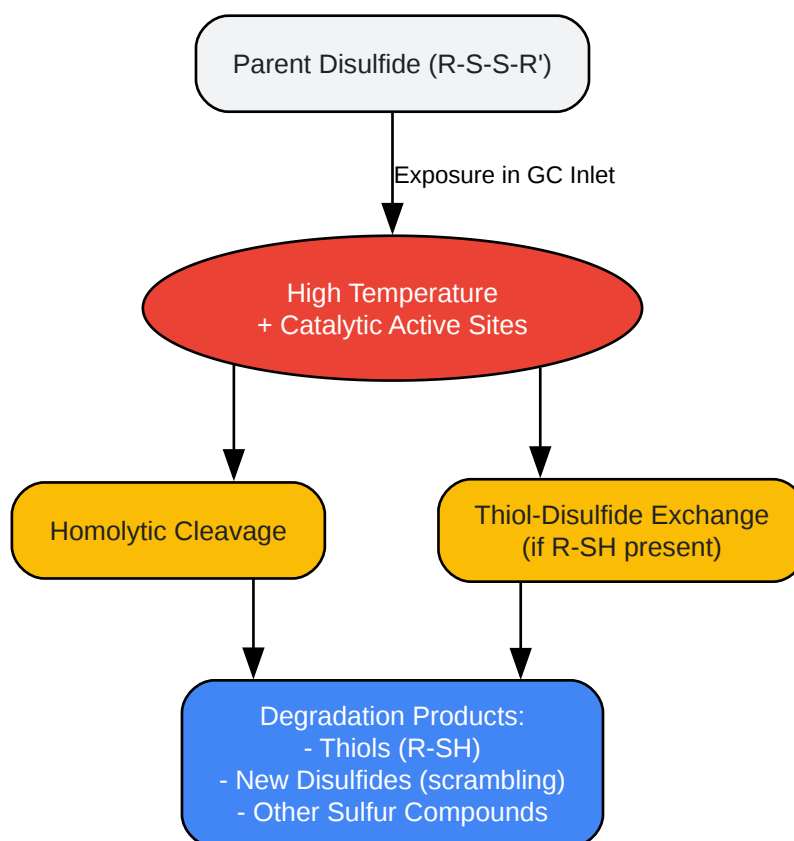 Parent Disulfide (R-S-S-R')
Exposure in GC Inlet
High Temperature
+ Catalytic Active Sites
Homolytic Cleavage
Thiol-Disulfide Exchange
(if R-SH present)
Degradation Products:
- Thiols (R-SH)
- New Disulfides (scrambling)
- Other Sulfur Compounds